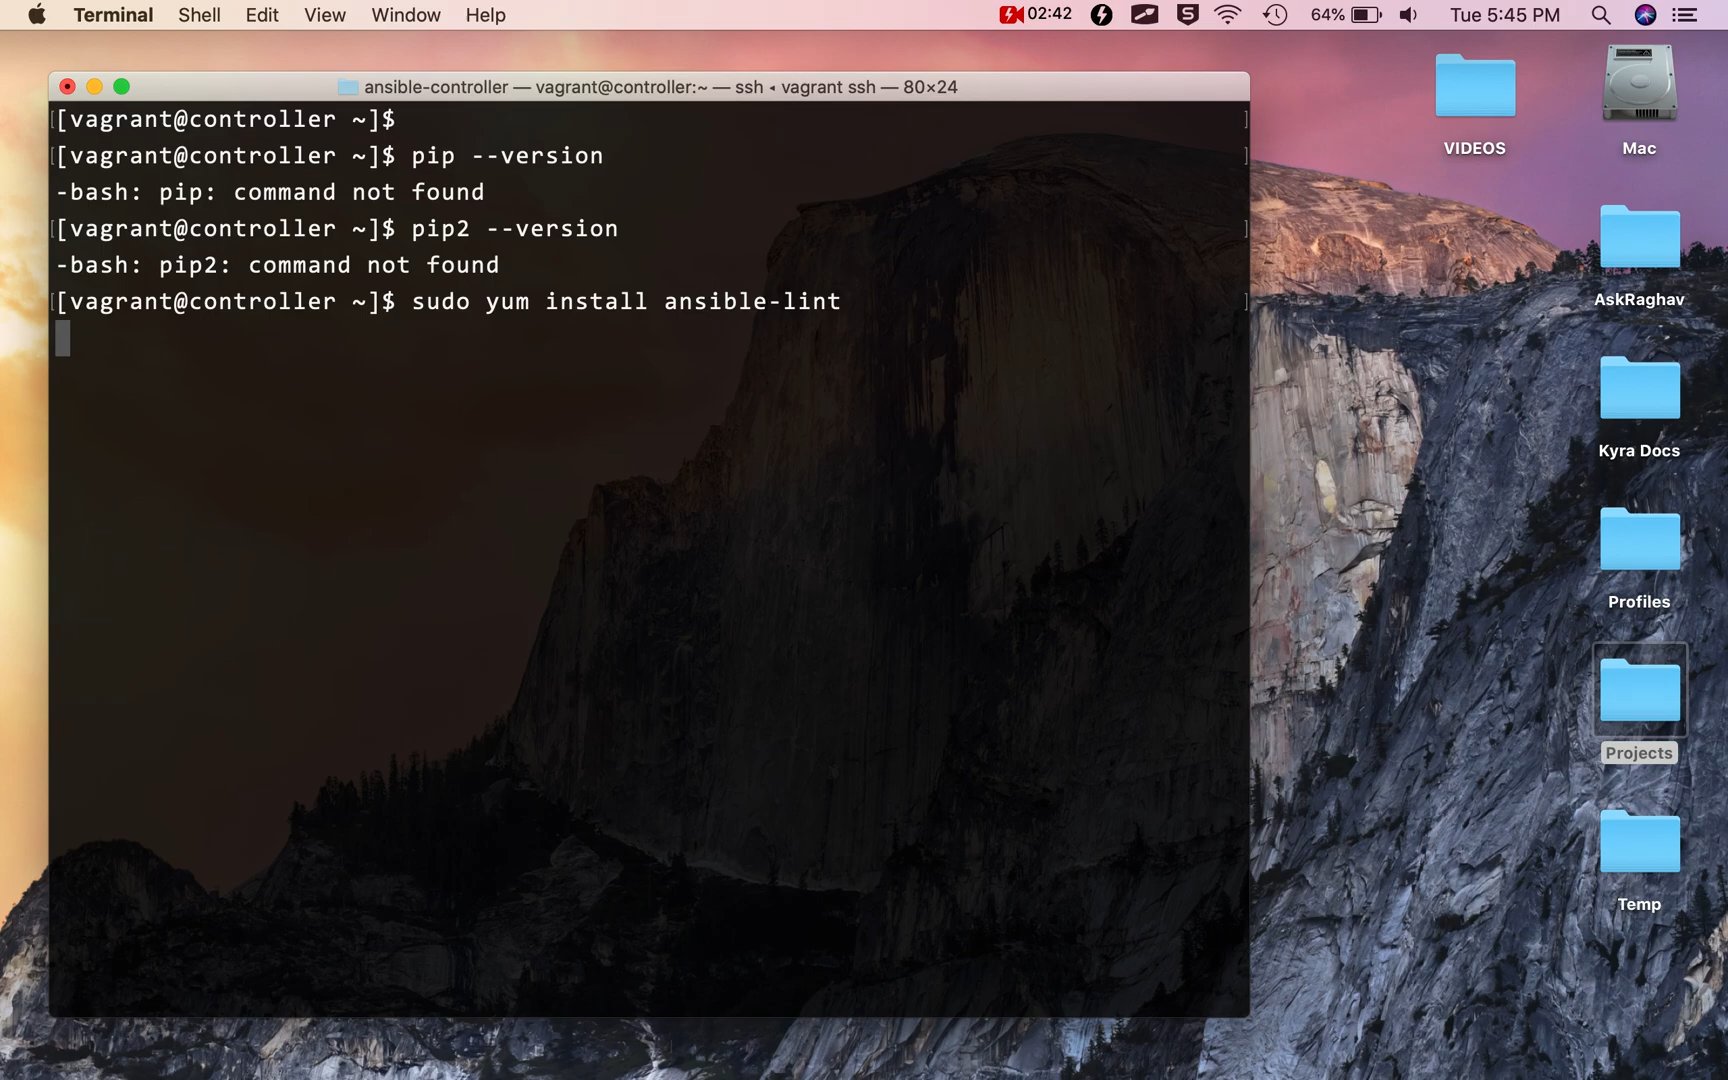 Terminal Shell Edit View Window Help 02:42 64% Tue 5:45 PM
ansible-controller — vagrant@controller:~ — ssh ◂ vagrant ssh — 80×24
[vagrant@controller ~]$
[vagrant@controller ~]$ pip --version
-bash: pip: command not found
[vagrant@controller ~]$ pip2 --version
-bash: pip2: command not found
[vagrant@controller ~]$ sudo yum install ansible-lint
VIDEOS
Mac
AskRaghav
Kyra Docs
Profiles
Projects
Temp